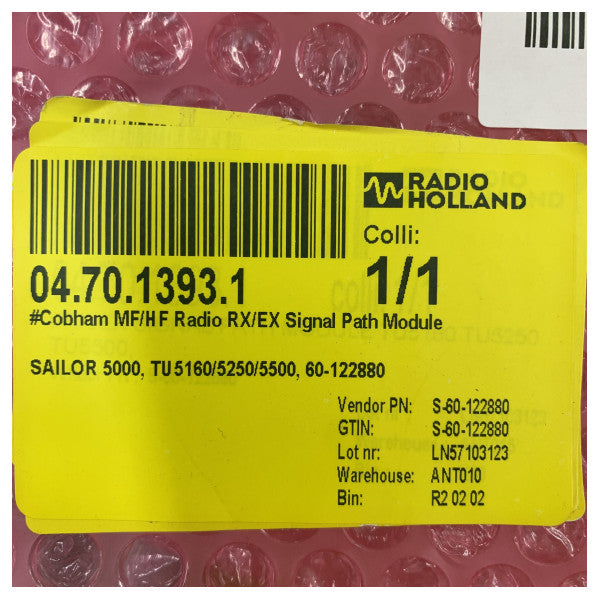 RADIO
HOLLAND
Colli:
04.70.1393.1
1/1
#Cobham MF/HF Radio RX/EX Signal Path Module
SAILOR 5000, TU5160/5250/5500, 60-122880
Vendor PN: S-60-122880
GTIN: S-60-122880
Lot nr: LN57103123
Warehouse: ANT010
Bin: R2 02 02